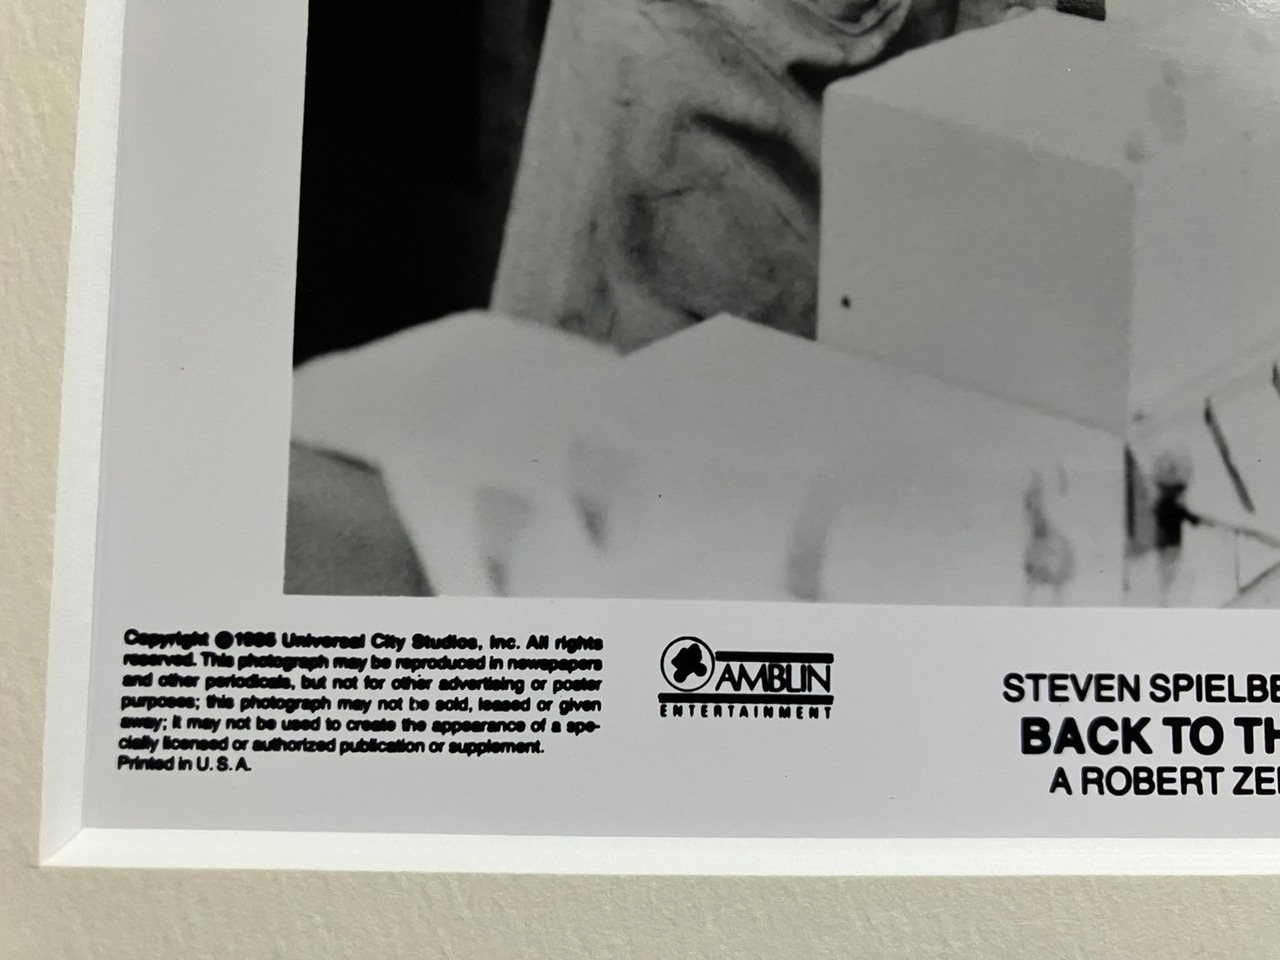 Copyright ©1985 Universal City Studios, Inc. All rights
reserved. This photograph may be reproduced in newspapers
and other periodicals, but not for other advertising or poster
purposes; this photograph may not be sold, leased or given
away; it may not be used to create the appearance of a spe-
cially licensed or authorized publication or supplement.
Printed in U.S.A.
AMBLIN
ENTERTAINMENT
STEVEN SPIELBE
BACK TO TH
A ROBERT ZEI